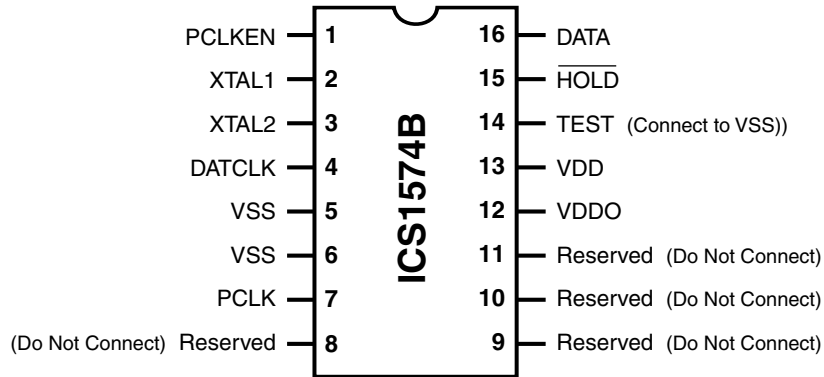 PCLKEN 1 16 DATA
XTAL1 2 15 HOLD
XTAL2 3 14 TEST (Connect to VSS))
DATCLK 4 13 VDD
VSS 5 12 VDDO
VSS 6 11 Reserved (Do Not Connect)
PCLK 7 10 Reserved (Do Not Connect)
(Do Not Connect) Reserved 8 9 Reserved (Do Not Connect)
ICS1574B